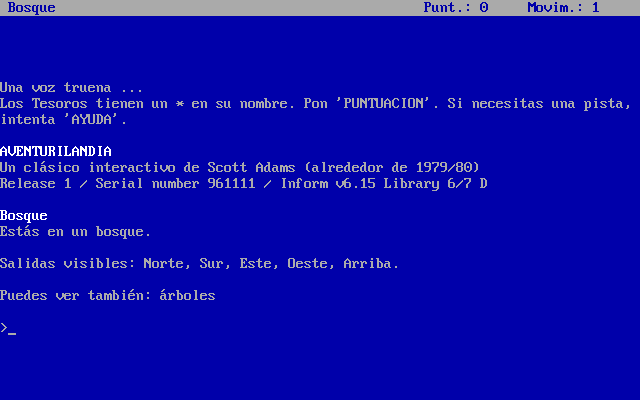 Bosque Punt.: 0 Movim.: 1
Una voz truena ...
Los Tesoros tienen un * en su nombre. Pon 'PUNTUACION'. Si necesitas una pista,
intenta 'AYUDA'.
AVENTURILANDIA
Un clásico interactivo de Scott Adams (alrededor de 1979/80)
Release 1 / Serial number 961111 / Inform v6.15 Library 6/7 D
Bosque
Estás en un bosque.
Salidas visibles: Norte, Sur, Este, Oeste, Arriba.
Puedes ver también: árboles
>_